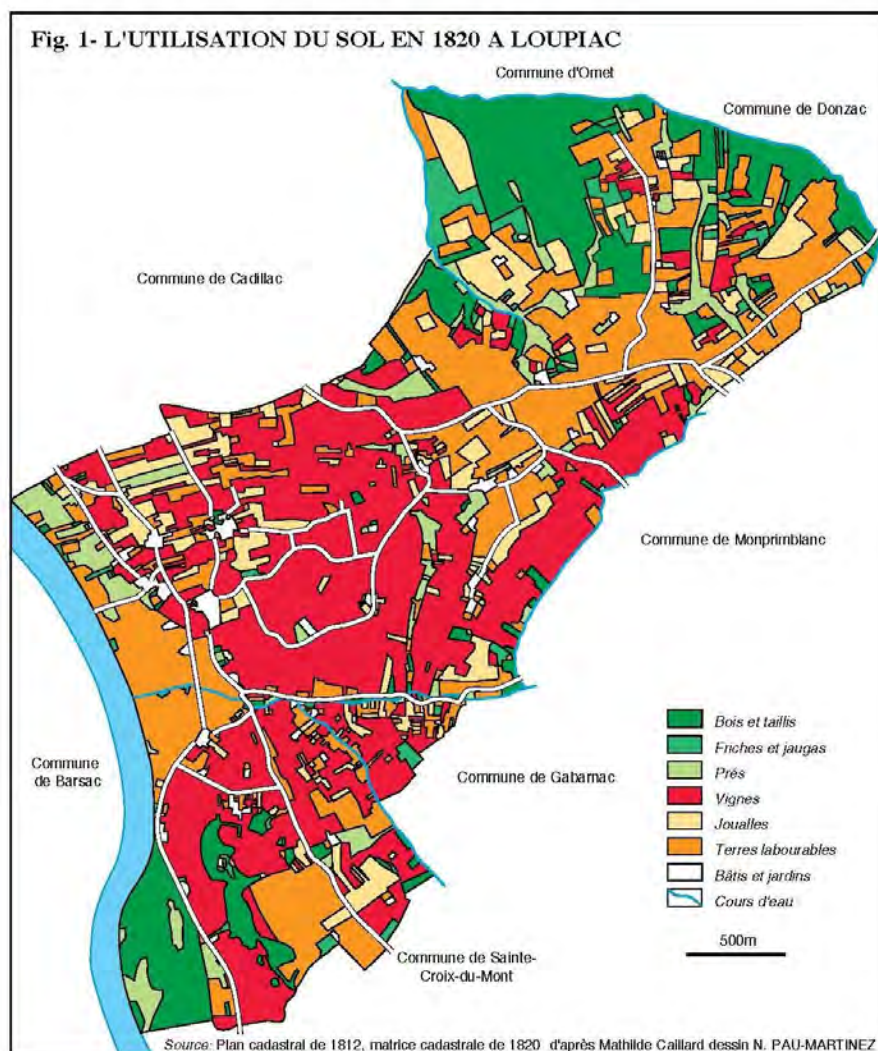 Fig. 1- L'UTILISATION DU SOL EN 1820 A LOUPIAC
Commune d'Omet
Commune de Donzac
Commune de Cadillac
Commune de Monprimblanc
Commune
de Barsac
Commune de Gabarnac
Bois et taillis
Friches et jaugas
Prés
Vignes
Joualles
Terres labourables
Bâtis et jardins
Cours d'eau
500m
Commune de Sainte-
Croix-du-Mont
Source: Plan cadastral de 1812, matrice cadastrale de 1820 d'après Mathilde Caillard dessin N. PAU-MARTINEZ